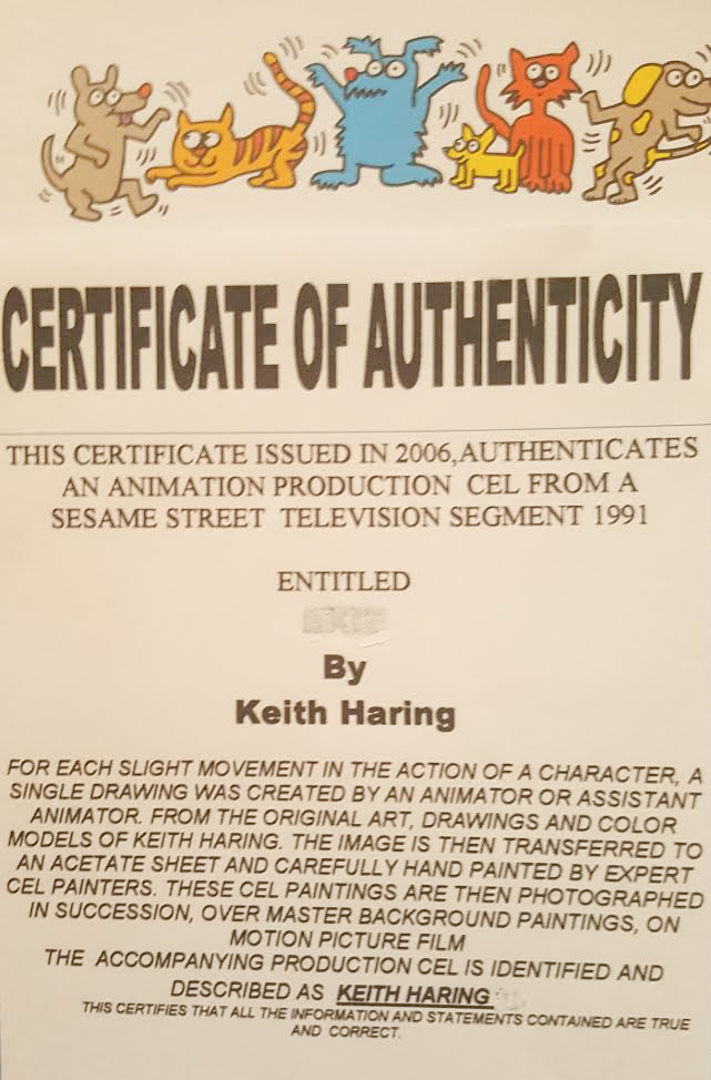 CERTIFICATE OF AUTHENTICITY
THIS CERTIFICATE ISSUED IN 2006,AUTHENTICATES
AN ANIMATION PRODUCTION CEL FROM A
SESAME STREET TELEVISION SEGMENT 1991
ENTITLED
By
Keith Haring
FOR EACH SLIGHT MOVEMENT IN THE ACTION OF A CHARACTER, A
SINGLE DRAWING WAS CREATED BY AN ANIMATOR OR ASSISTANT
ANIMATOR. FROM THE ORIGINAL ART, DRAWINGS AND COLOR
MODELS OF KEITH HARING. THE IMAGE IS THEN TRANSFERRED TO
AN ACETATE SHEET AND CAREFULLY HAND PAINTED BY EXPERT
CEL PAINTERS. THESE CEL PAINTINGS ARE THEN PHOTOGRAPHED
IN SUCCESSION, OVER MASTER BACKGROUND PAINTINGS, ON
MOTION PICTURE FILM
THE ACCOMPANYING PRODUCTION CEL IS IDENTIFIED AND
DESCRIBED AS KEITH HARING
THIS CERTIFIES THAT ALL THE INFORMATION AND STATEMENTS CONTAINED ARE TRUE
AND CORRECT.